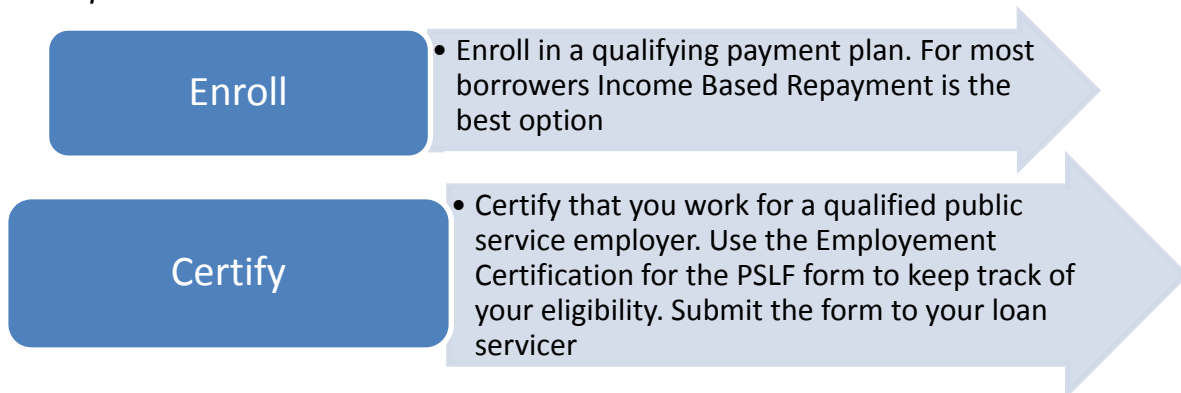 Enroll
• Enroll in a qualifying payment plan. For most
borrowers Income Based Repayment is the
best option
Certify
• Certify that you work for a qualified public
service employer. Use the Employement
Certification for the PSLF form to keep track of
your eligibility. Submit the form to your loan
servicer